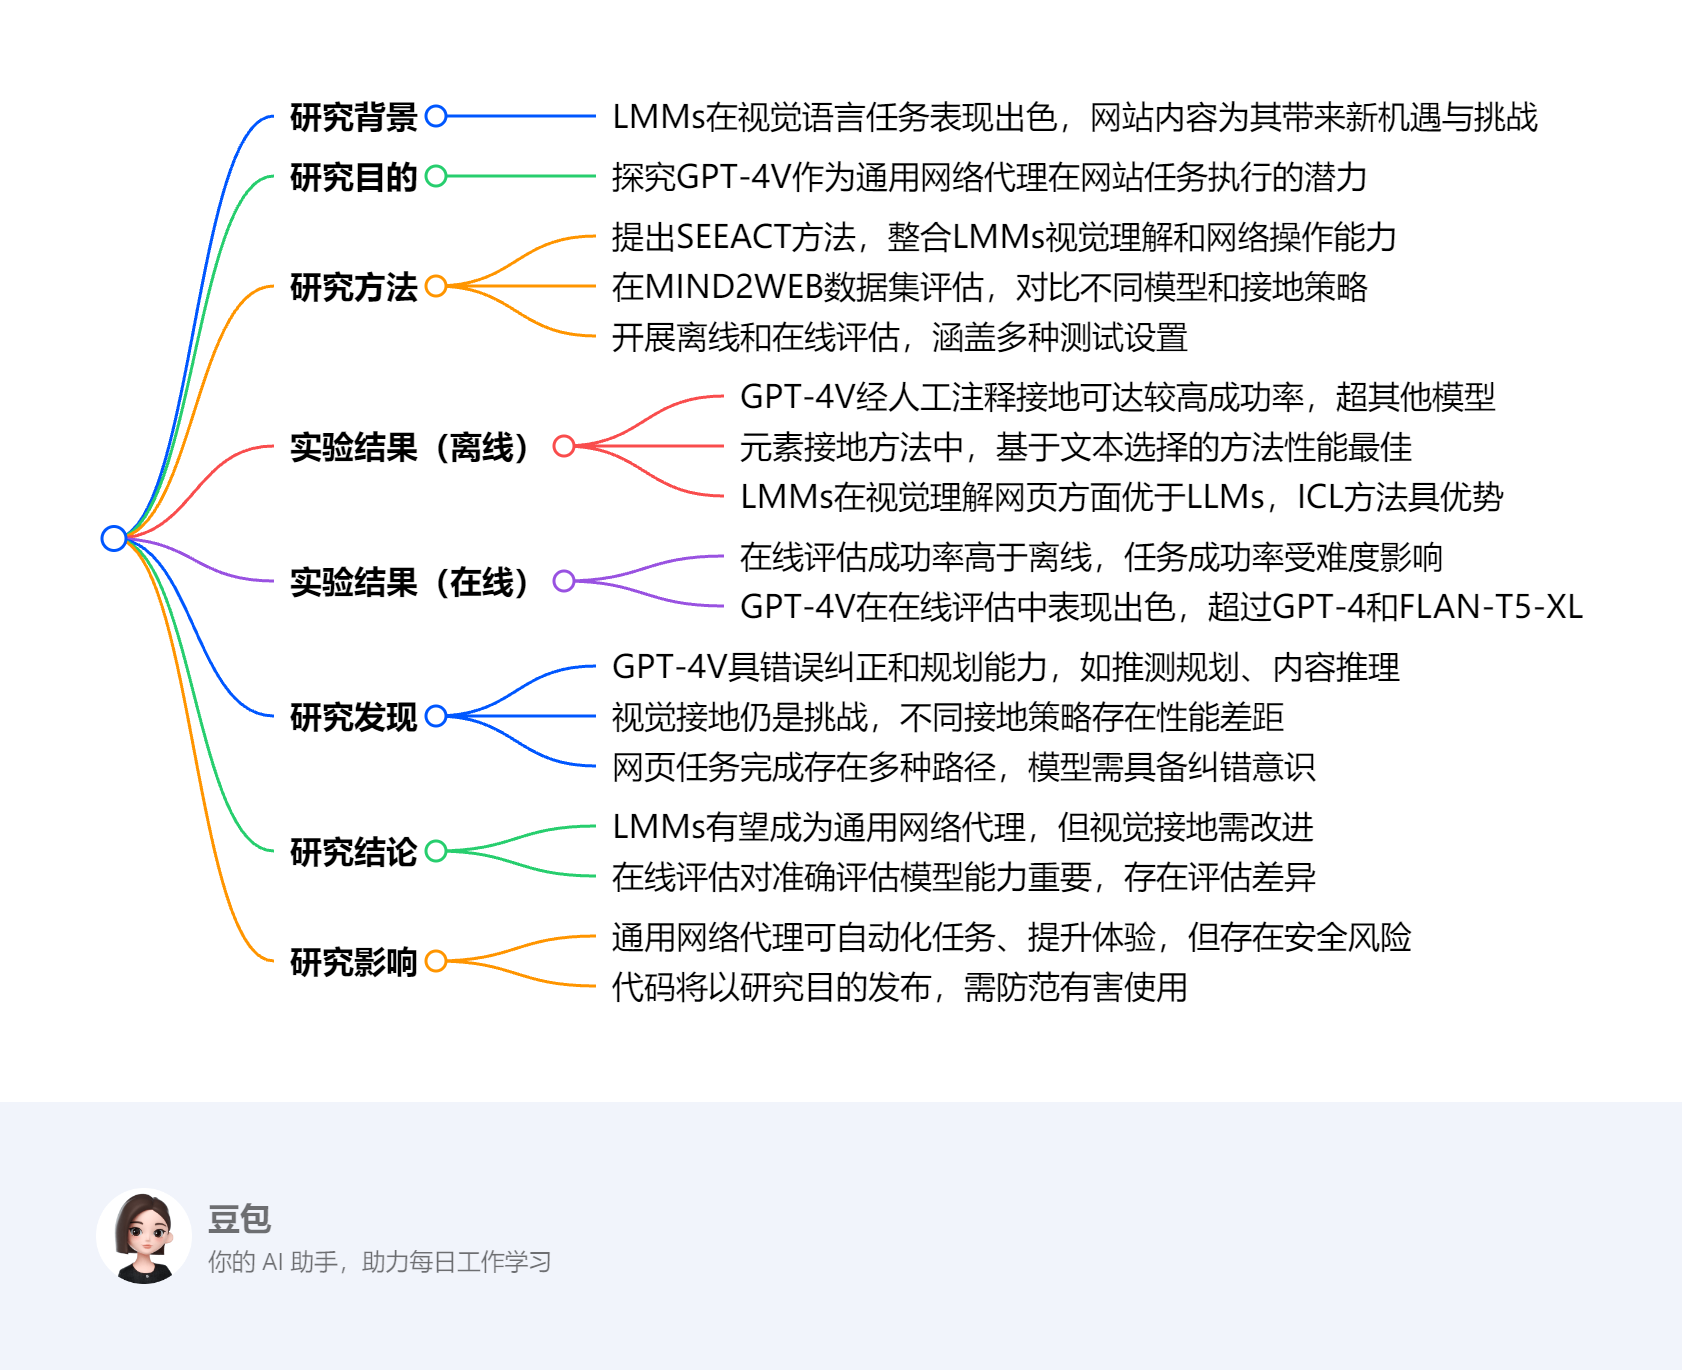 研究背景
LMMs在视觉语言任务表现出色，网站内容为其带来新机遇与挑战
研究目的
探究GPT-4V作为通用网络代理在网站任务执行的潜力
研究方法
提出SEEACT方法，整合LMMs视觉理解和网络操作能力
在MIND2WEB数据集评估，对比不同模型和接地策略
开展离线和在线评估，涵盖多种测试设置
实验结果（离线）
GPT-4V经人工注释接地可达较高成功率，超其他模型
元素接地方法中，基于文本选择的方法性能最佳
LMMs在视觉理解网页方面优于LLMs，ICL方法具优势
实验结果（在线）
在线评估成功率高于离线，任务成功率受难度影响
GPT-4V在在线评估中表现出色，超过GPT-4和FLAN-T5-XL
研究发现
GPT-4V具错误纠正和规划能力，如推测规划、内容推理
视觉接地仍是挑战，不同接地策略存在性能差距
网页任务完成存在多种路径，模型需具备纠错意识
研究结论
LMMs有望成为通用网络代理，但视觉接地需改进
在线评估对准确评估模型能力重要，存在评估差异
研究影响
通用网络代理可自动化任务、提升体验，但存在安全风险
代码将以研究目的发布，需防范有害使用
豆包
你的 AI 助手，助力每日工作学习